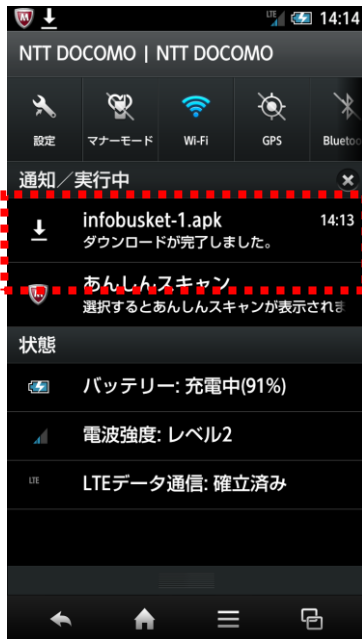 LTE 14:14
NTT DOCOMO | NTT DOCOMO
設定 マナーモード Wi-Fi GPS Bluetoo
通知／実行中
infobusket-1.apk 14:13
ダウンロードが完了しました。
あんしんスキャン
選択するとあんしんスキャンが表示されま
状態
バッテリー: 充電中(91%)
電波強度: レベル2
LTE
LTEデータ通信: 確立済み